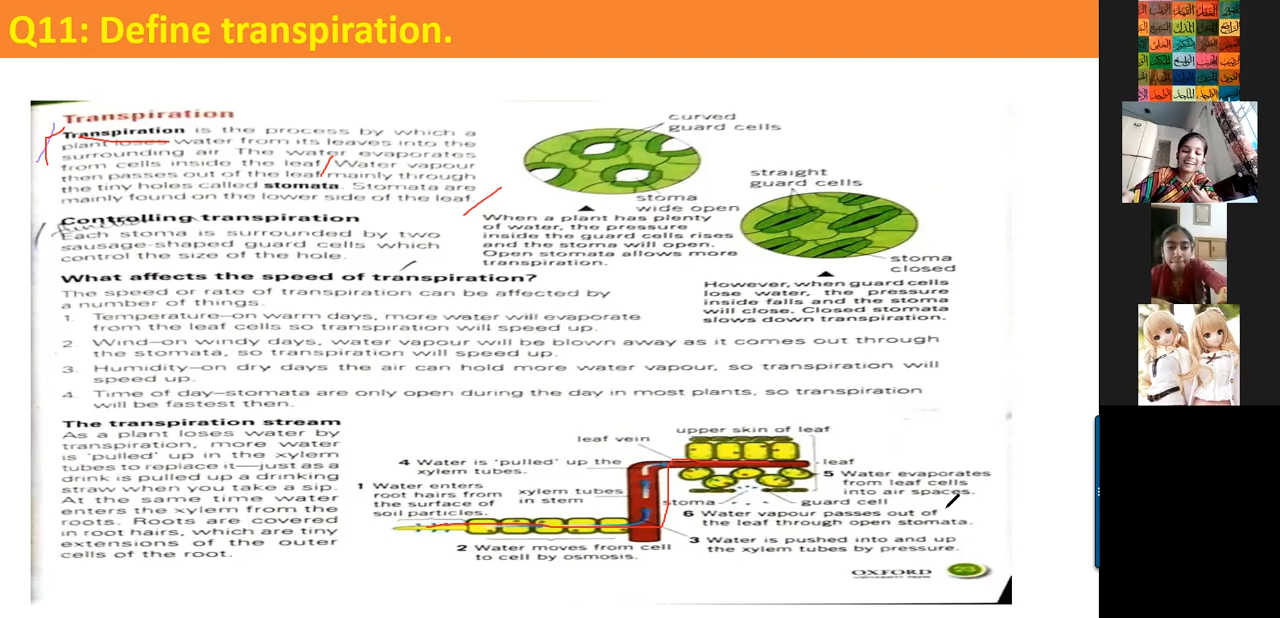 Q11: Define transpiration.
Transpiration
Transpiration is the process by which a
plant loses water from its leaves into the
surrounding air The water evaporates
from cells inside the leaf Water vapour
then passes out of the leaf mainly through
the tiny holes called stomata. Stomata are
mainly found on the lower side of the leaf.
curved
guard cells
stoma
wide open
When a plant has plenty
of water, the pressure
inside the guard cells rises
and the stoma will open.
Open stomata allows more
transpiration.
straight
guard cells
stoma
closed
However, when guard cells
lose water, the pressure
inside falls and the stoma
will close. Closed stomata
slows down transpiration.
Controlling transpiration
Each stoma is surrounded by two
sausage-shaped guard cells which
control the size of the hole.
What affects the speed of transpiration?
The speed or rate of transpiration can be affected by
a number of things.
1. Temperature—on warm days, more water will evaporate
from the leaf cells so transpiration will speed up.
2. Wind—on windy days, water vapour will be blown away as it comes out through
the stomata, so transpiration will speed up.
3. Humidity—on dry days the air can hold more water vapour, so transpiration will
speed up.
4. Time of day—stomata are only open during the day in most plants, so transpiration
will be fastest then.
The transpiration stream
As a plant loses water by
transpiration, more water
is 'pulled' up in the xylem
tubes to replace it—just as a
drink is pulled up a drinking
straw when you take a sip.
At the same time water
enters the xylem from the
roots. Roots are covered
in root hairs, which are tiny
extensions of the outer
cells of the root.
upper skin of leaf
leaf vein
leaf
4 Water is 'pulled' up the
xylem tubes.
5 Water evaporates
from leaf cells
into air spaces.
1 Water enters
root hairs from
the surface of
soil particles.
xylem tubes
in stem
stoma
guard cell
6 Water vapour passes out of
the leaf through open stomata.
2 Water moves from cell
to cell by osmosis.
3 Water is pushed into and up
the xylem tubes by pressure.
OXFORD
UNIVERSITY PRESS